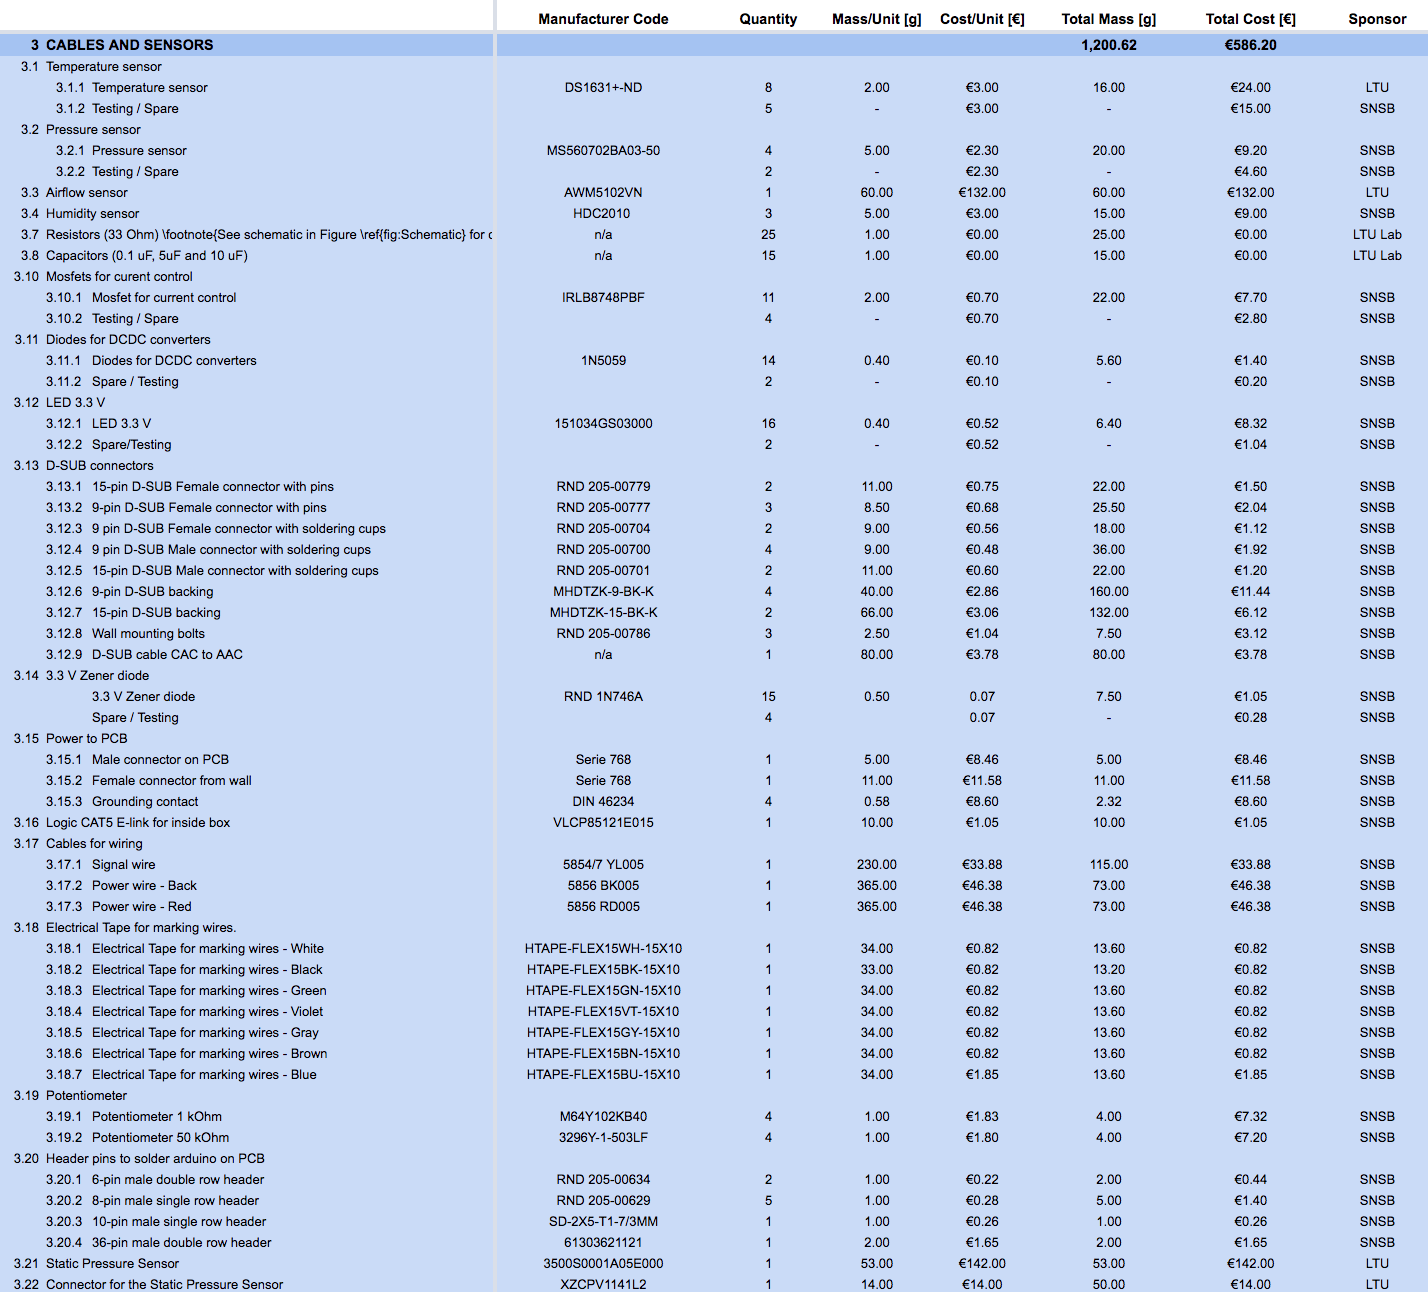 Manufacturer Code Quantity Mass/Unit [g] Cost/Unit [€] Total Mass [g] Total Cost [€] Sponsor
3 CABLES AND SENSORS 1,200.62 €586.20
3.1 Temperature sensor
3.1.1 Temperature sensor DS1631+-ND 8 2.00 €3.00 16.00 €24.00 LTU
3.1.2 Testing / Spare 5 - €3.00 - €15.00 SNSB
3.2 Pressure sensor
3.2.1 Pressure sensor MS560702BA03-50 4 5.00 €2.30 20.00 €9.20 SNSB
3.2.2 Testing / Spare 2 - €2.30 - €4.60 SNSB
3.3 Airflow sensor AWM5102VN 1 60.00 €132.00 60.00 €132.00 LTU
3.4 Humidity sensor HDC2010 3 5.00 €3.00 15.00 €9.00 SNSB
3.7 Resistors (33 Ohm) \footnote{See schematic in Figure \ref{fig:Schematic} for n/a 25 1.00 €0.00 25.00 €0.00 LTU Lab
3.8 Capacitors (0.1 uF, 5uF and 10 uF) n/a 15 1.00 €0.00 15.00 €0.00 LTU Lab
3.10 Mosfets for curent control
3.10.1 Mosfet for current control IRLB8748PBF 11 2.00 €0.70 22.00 €7.70 SNSB
3.10.2 Testing / Spare 4 - €0.70 - €2.80 SNSB
3.11 Diodes for DCDC converters
3.11.1 Diodes for DCDC converters 1N5059 14 0.40 €0.10 5.60 €1.40 SNSB
3.11.2 Spare / Testing 2 - €0.10 - €0.20 SNSB
3.12 LED 3.3 V
3.12.1 LED 3.3 V 151034GS03000 16 0.40 €0.52 6.40 €8.32 SNSB
3.12.2 Spare/Testing 2 - €0.52 - €1.04 SNSB
3.13 D-SUB connectors
3.13.1 15-pin D-SUB Female connector with pins RND 205-00779 2 11.00 €0.75 22.00 €1.50 SNSB
3.13.2 9-pin D-SUB Female connector with pins RND 205-00777 3 8.50 €0.68 25.50 €2.04 SNSB
3.12.3 9 pin D-SUB Female connector with soldering cups RND 205-00704 2 9.00 €0.56 18.00 €1.12 SNSB
3.12.4 9 pin D-SUB Male connector with soldering cups RND 205-00700 4 9.00 €0.48 36.00 €1.92 SNSB
3.12.5 15-pin D-SUB Male connector with soldering cups RND 205-00701 2 11.00 €0.60 22.00 €1.20 SNSB
3.12.6 9-pin D-SUB backing MHDTZK-9-BK-K 4 40.00 €2.86 160.00 €11.44 SNSB
3.12.7 15-pin D-SUB backing MHDTZK-15-BK-K 2 66.00 €3.06 132.00 €6.12 SNSB
3.12.8 Wall mounting bolts RND 205-00786 3 2.50 €1.04 7.50 €3.12 SNSB
3.12.9 D-SUB cable CAC to AAC n/a 1 80.00 €3.78 80.00 €3.78 SNSB
3.14 3.3 V Zener diode
3.3 V Zener diode RND 1N746A 15 0.50 0.07 7.50 €1.05 SNSB
Spare / Testing 4 0.07 - €0.28 SNSB
3.15 Power to PCB
3.15.1 Male connector on PCB Serie 768 1 5.00 €8.46 5.00 €8.46 SNSB
3.15.2 Female connector from wall Serie 768 1 11.00 €11.58 11.00 €11.58 SNSB
3.15.3 Grounding contact DIN 46234 4 0.58 €8.60 2.32 €8.60 SNSB
3.16 Logic CAT5 E-link for inside box VLCP85121E015 1 10.00 €1.05 10.00 €1.05 SNSB
3.17 Cables for wiring
3.17.1 Signal wire 5854/7 YL005 1 230.00 €33.88 115.00 €33.88 SNSB
3.17.2 Power wire - Back 5856 BK005 1 365.00 €46.38 73.00 €46.38 SNSB
3.17.3 Power wire - Red 5856 RD005 1 365.00 €46.38 73.00 €46.38 SNSB
3.18 Electrical Tape for marking wires.
3.18.1 Electrical Tape for marking wires - White HTAPE-FLEX15WH-15X10 1 34.00 €0.82 13.60 €0.82 SNSB
3.18.2 Electrical Tape for marking wires - Black HTAPE-FLEX15BK-15X10 1 33.00 €0.82 13.20 €0.82 SNSB
3.18.3 Electrical Tape for marking wires - Green HTAPE-FLEX15GN-15X10 1 34.00 €0.82 13.60 €0.82 SNSB
3.18.4 Electrical Tape for marking wires - Violet HTAPE-FLEX15VT-15X10 1 34.00 €0.82 13.60 €0.82 SNSB
3.18.5 Electrical Tape for marking wires - Gray HTAPE-FLEX15GY-15X10 1 34.00 €0.82 13.60 €0.82 SNSB
3.18.6 Electrical Tape for marking wires - Brown HTAPE-FLEX15BN-15X10 1 34.00 €0.82 13.60 €0.82 SNSB
3.18.7 Electrical Tape for marking wires - Blue HTAPE-FLEX15BU-15X10 1 34.00 €1.85 13.60 €1.85 SNSB
3.19 Potentiometer
3.19.1 Potentiometer 1 kOhm M64Y102KB40 4 1.00 €1.83 4.00 €7.32 SNSB
3.19.2 Potentiometer 50 kOhm 3296Y-1-503LF 4 1.00 €1.80 4.00 €7.20 SNSB
3.20 Header pins to solder arduino on PCB
3.20.1 6-pin male double row header RND 205-00634 2 1.00 €0.22 2.00 €0.44 SNSB
3.20.2 8-pin male single row header RND 205-00629 5 1.00 €0.28 5.00 €1.40 SNSB
3.20.3 10-pin male single row header SD-2X5-T1-7/3MM 1 1.00 €0.26 1.00 €0.26 SNSB
3.20.4 36-pin male double row header 61303621121 1 2.00 €1.65 2.00 €1.65 SNSB
3.21 Static Pressure Sensor 3500S0001A05E000 1 53.00 €142.00 53.00 €142.00 LTU
3.22 Connector for the Static Pressure Sensor XZCPV1141L2 1 14.00 €14.00 50.00 €14.00 LTU